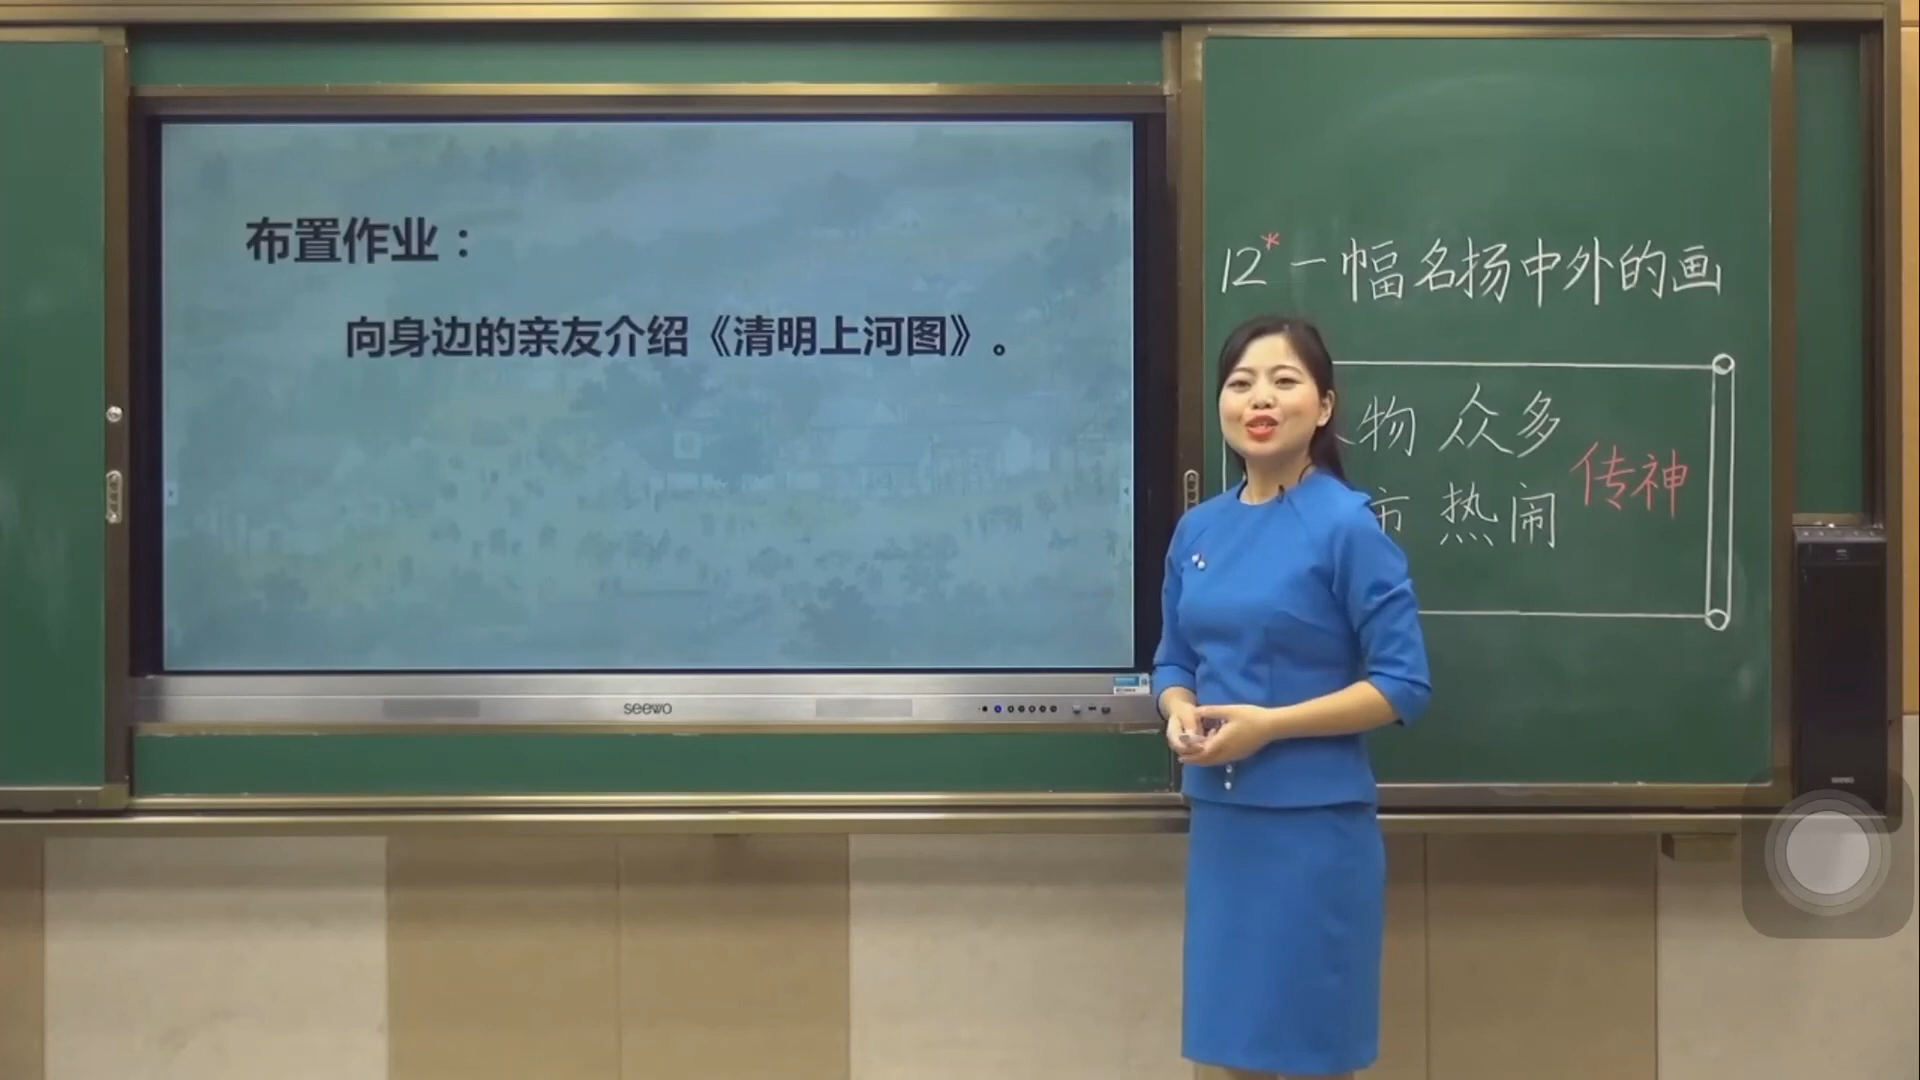 布置作业：
向身边的亲友介绍《清明上河图》。
seewo
12*一幅名扬中外的画
物 众多
市 热闹
传神